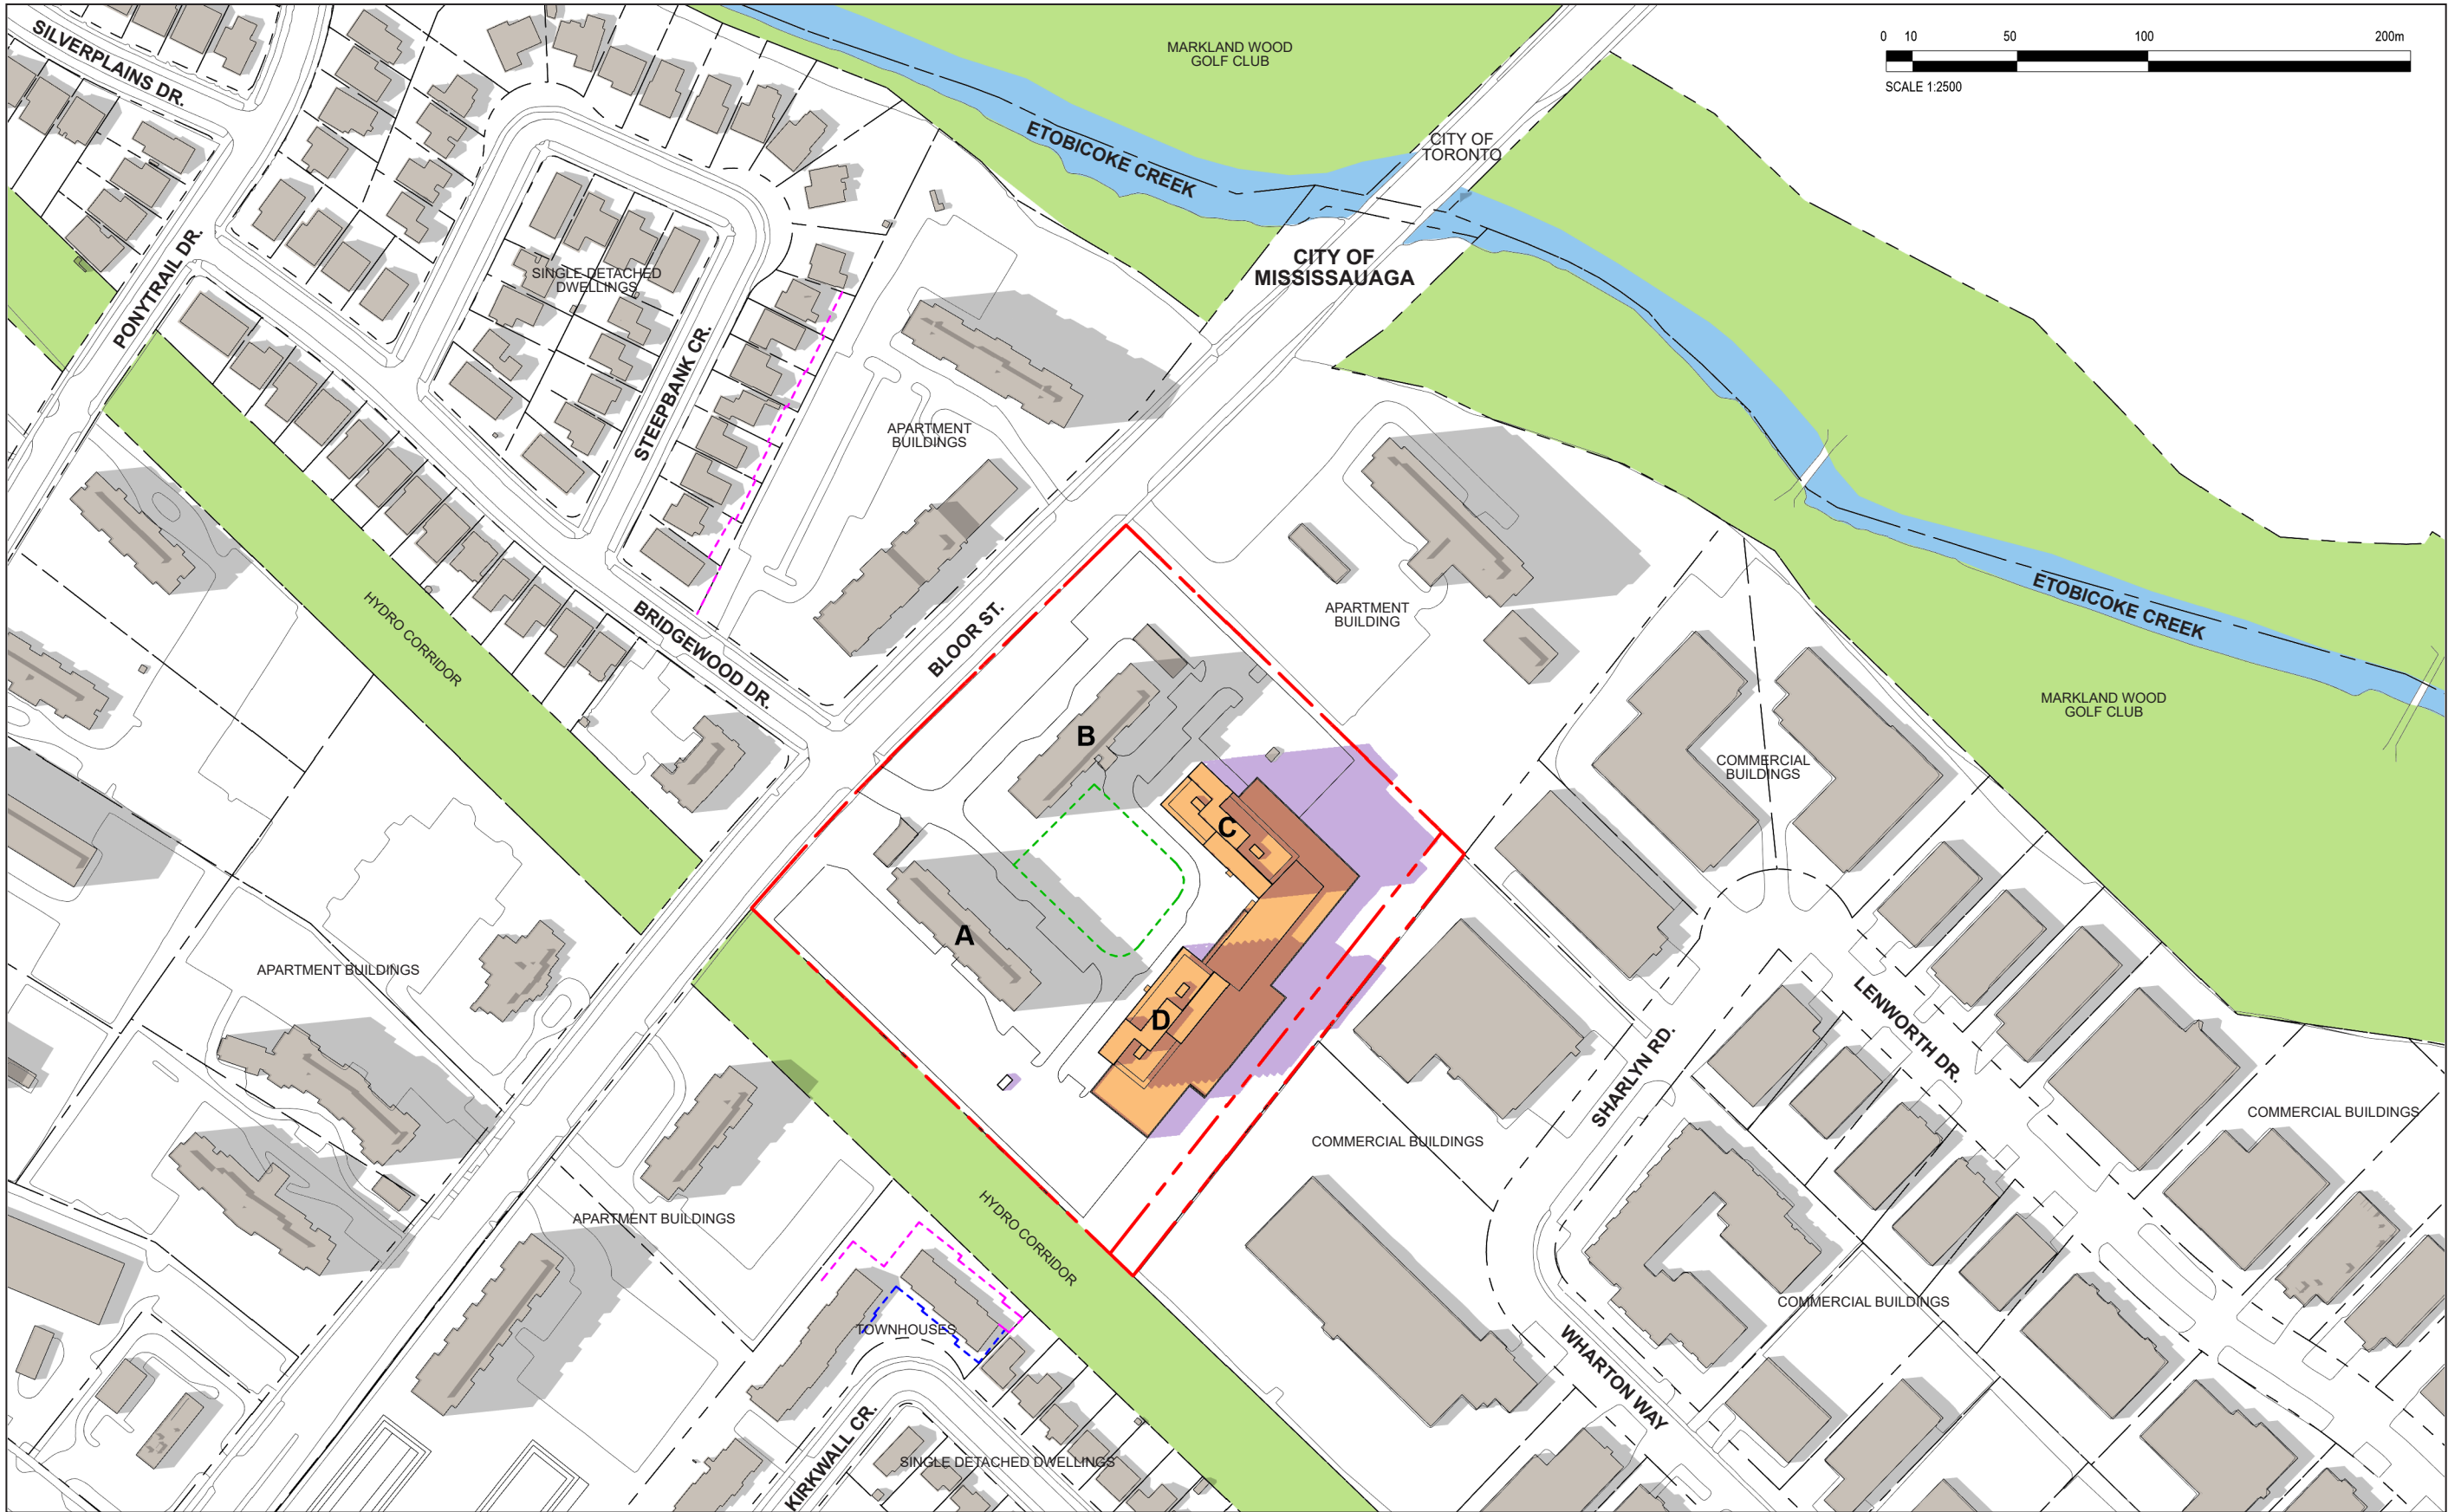 SILVERPLAINS DR.
MARKLAND WOOD
GOLF CLUB
0 10 50 100 200m
SCALE 1:2500
ETOBICOKE CREEK
CITY OF
TORONTO
CITY OF
MISSISSAUAGA
PONYTRAIL DR.
SINGLE DETACHED
DWELLINGS
STEEPBANK CR.
APARTMENT
BUILDINGS
HYDRO CORRIDOR
BRIDGEWOOD DR.
BLOOR ST.
APARTMENT
BUILDING
ETOBICOKE CREEK
MARKLAND WOOD
GOLF CLUB
COMMERCIAL
BUILDINGS
B
C
A
D
APARTMENT BUILDINGS
LENWORTH DR.
SHARLYN RD.
COMMERCIAL BUILDINGS
COMMERCIAL BUILDINGS
APARTMENT BUILDINGS
HYDRO CORRIDOR
COMMERCIAL BUILDINGS
TOWNHOUSES
WHARTON WAY
KIRKWALL CR.
SINGLE DETACHED DWELLINGS